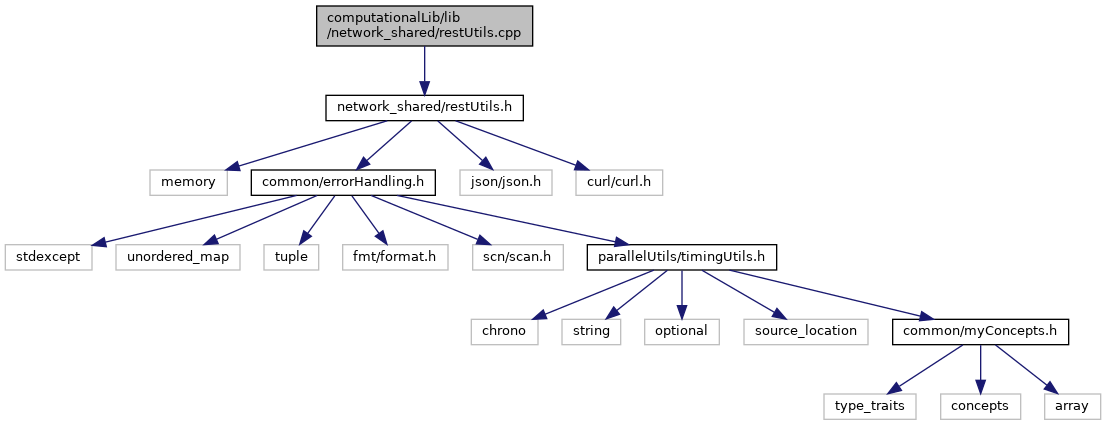 computationalLib/lib
/network_shared/restUtils.cpp
network_shared/restUtils.h
memory
common/errorHandling.h
json/json.h
curl/curl.h
stdexcept
unordered_map
tuple
fmt/format.h
scn/scan.h
parallelUtils/timingUtils.h
chrono
string
optional
source_location
common/myConcepts.h
type_traits
concepts
array